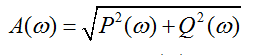 A(ω) = √(P²(ω) + Q²(ω))